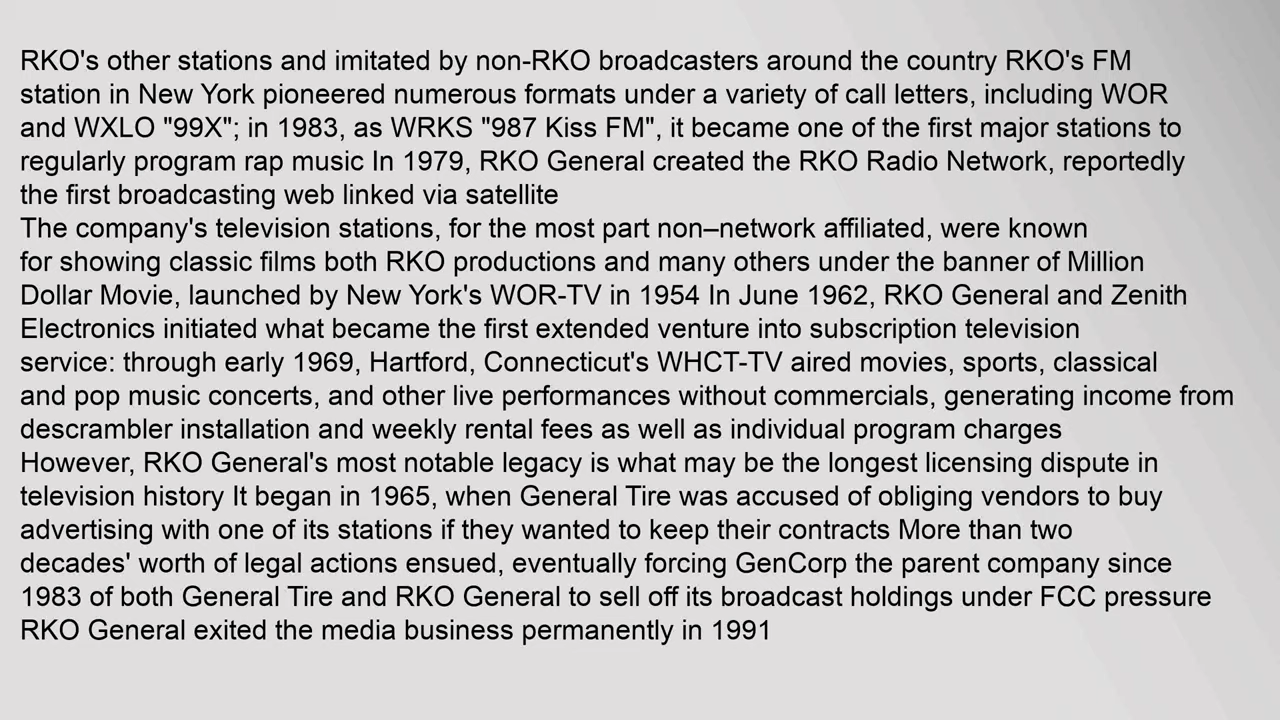 RKO's other stations and imitated by non-RKO broadcasters around the country RKO's FM
station in New York pioneered numerous formats under a variety of call letters, including WOR
and WXLO "99X"; in 1983, as WRKS "987 Kiss FM", it became one of the first major stations to
regularly program rap music In 1979, RKO General created the RKO Radio Network, reportedly
the first broadcasting web linked via satellite
The company's television stations, for the most part non–network affiliated, were known
for showing classic films both RKO productions and many others under the banner of Million
Dollar Movie, launched by New York's WOR-TV in 1954 In June 1962, RKO General and Zenith
Electronics initiated what became the first extended venture into subscription television
service: through early 1969, Hartford, Connecticut's WHCT-TV aired movies, sports, classical
and pop music concerts, and other live performances without commercials, generating income from
descrambler installation and weekly rental fees as well as individual program charges
However, RKO General's most notable legacy is what may be the longest licensing dispute in
television history It began in 1965, when General Tire was accused of obliging vendors to buy
advertising with one of its stations if they wanted to keep their contracts More than two
decades' worth of legal actions ensued, eventually forcing GenCorp the parent company since
1983 of both General Tire and RKO General to sell off its broadcast holdings under FCC pressure
RKO General exited the media business permanently in 1991